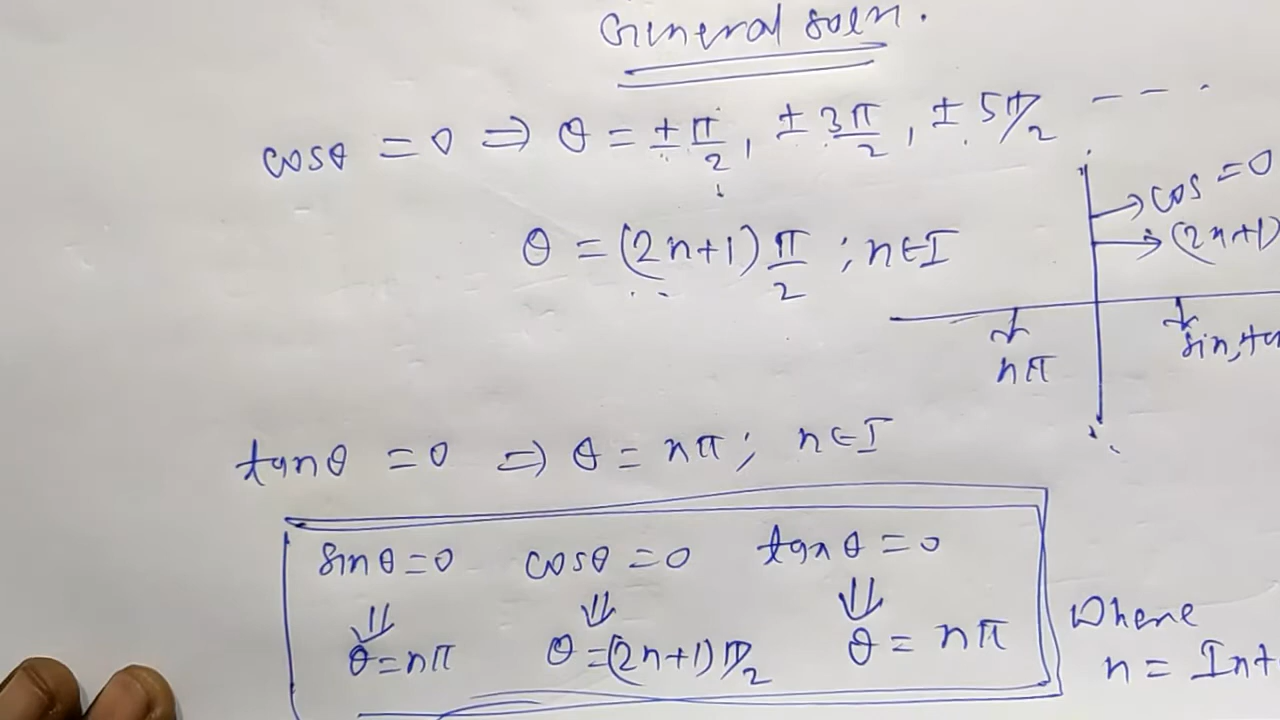 General soln.
cosθ = 0 ⇒ θ = ±π/2, ±3π/2, ±5π/2 ----
θ = (2n+1)π/2 ; n∈I
→ cos = 0
→ (2n+1)
nπ
sin, ta
tanθ = 0 ⇒ θ = nπ; n∈I
sinθ=0 cosθ=0 tanθ=0
⇓ ⇓ ⇓
θ=nπ θ=(2n+1)π/2 θ= nπ
Where
n = Int